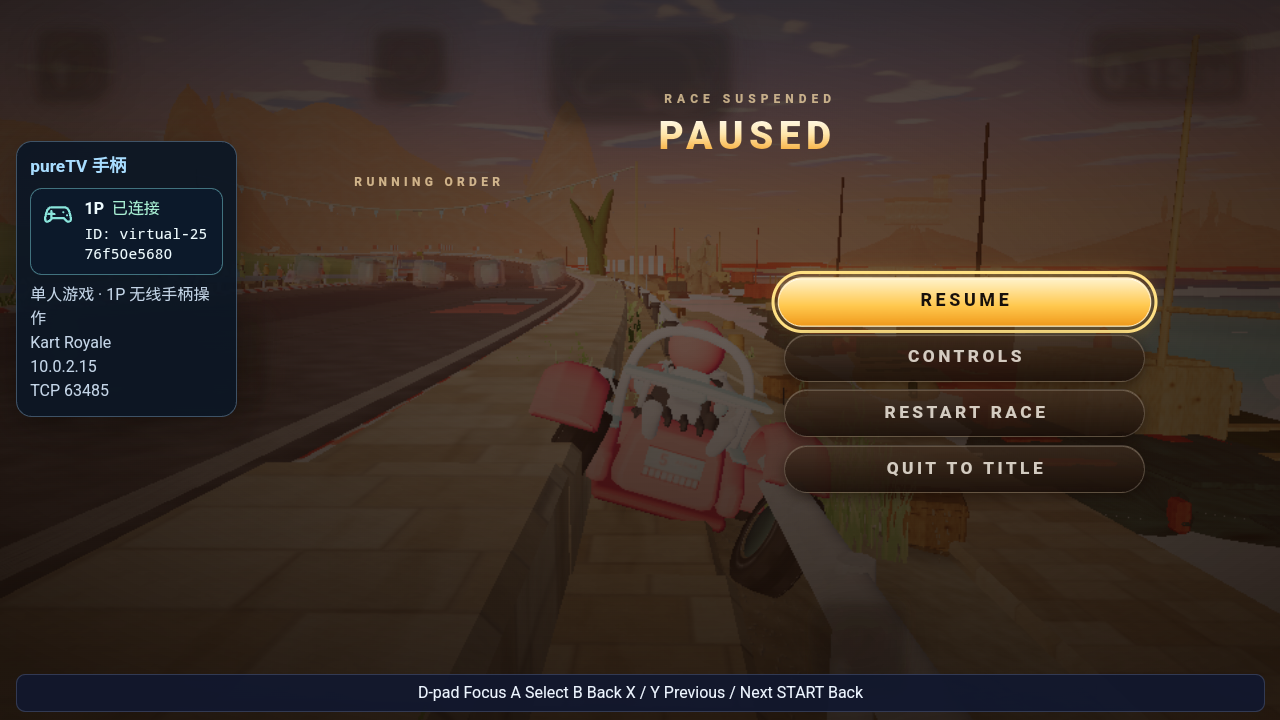 RACE SUSPENDED
PAUSED
RUNNING ORDER
pureTV 手柄
1P 已连接
ID: virtual-25
76f50e5680
单人游戏 · 1P 无线手柄操
作
Kart Royale
10.0.2.15
TCP 63485
RESUME
CONTROLS
RESTART RACE
QUIT TO TITLE
D-pad Focus A Select B Back X / Y Previous / Next START Back